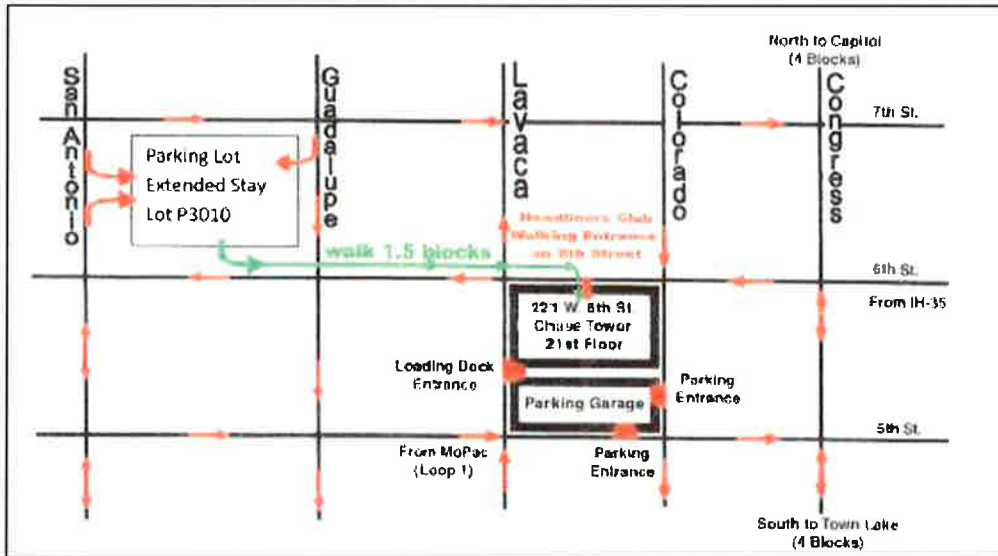 North to Capitol
(4 Blocks)
San Antonio
Guadalupe
Lavaca
Colorado
Congress
7th St.
Parking Lot
Extended Stay
Lot P3010
Headliners Club
Walking Entrance
on 6th Street
walk 1.5 blocks
6th St.
From IH-35
221 W. 6th St.
Chase Tower
21st Floor
Loading Dock
Entrance
Parking
Entrance
Parking Garage
5th St.
From MoPac
(Loop 1)
Parking
Entrance
South to Town Lake
(4 Blocks)